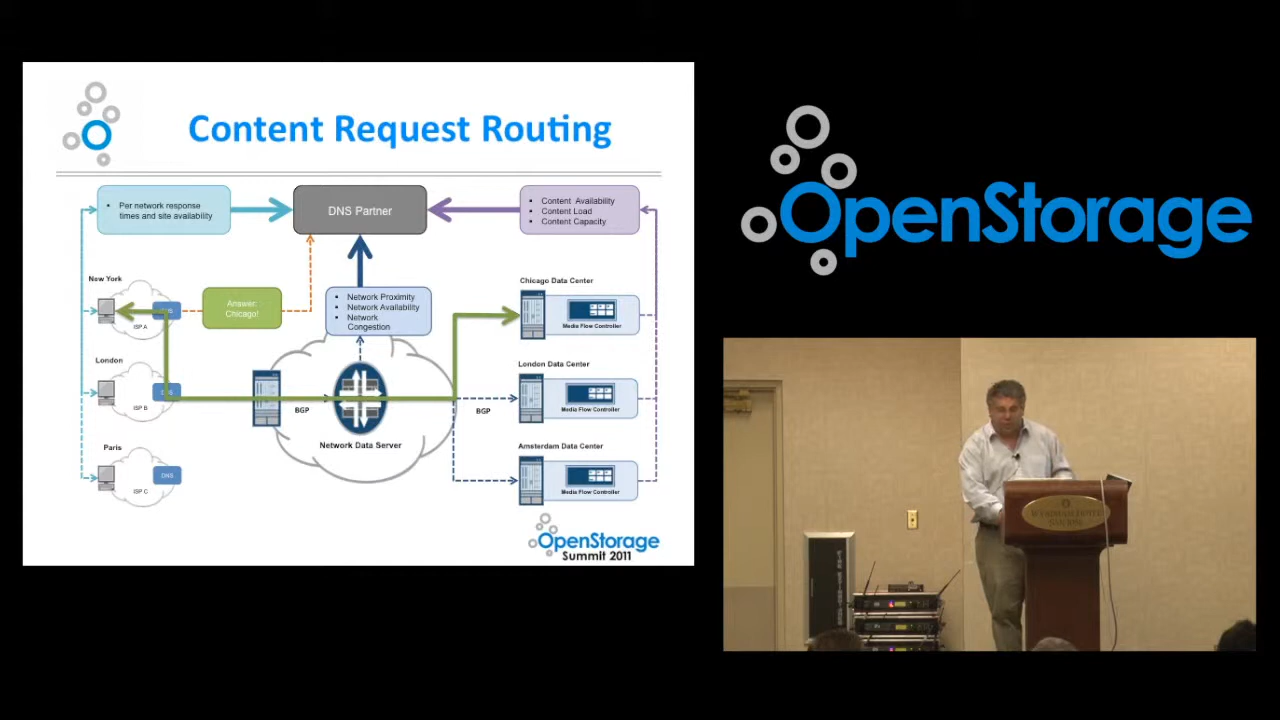 Content Request Routing
• Per network response
times and site availability
DNS Partner
• Content Availability
• Content Load
• Content Capacity
New York
ISP A
Answer:
Chicago!
• Network Proximity
• Network Availability
• Network
Congestion
Chicago Data Center
Media Flow Controller
London
ISP B
BGP
Network Data Server
BGP
London Data Center
Media Flow Controller
Paris
DNS
ISP C
Amsterdam Data Center
Media Flow Controller
OpenStorage
Summit 2011
OpenStorage